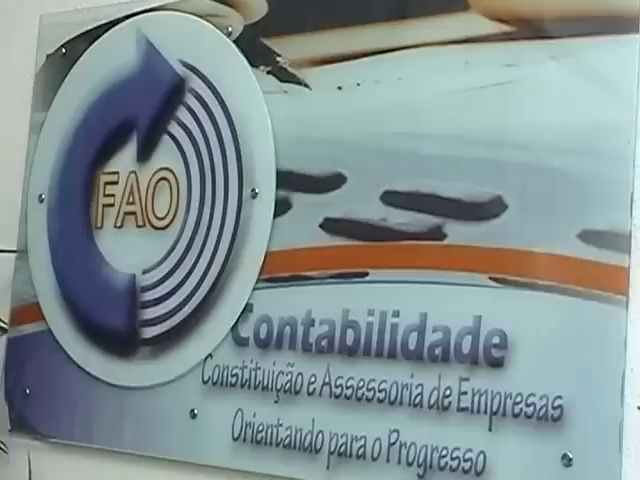 FAO
Contabilidade
Constituição e Assessoria de Empresas
Orientando para o Progresso